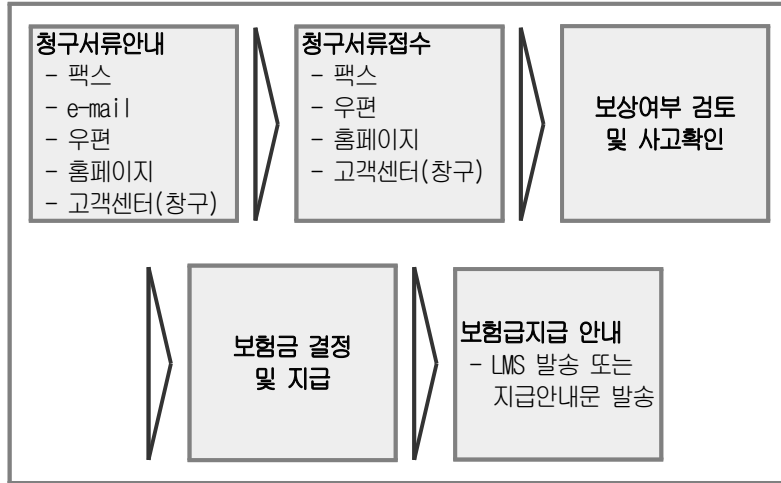 청구서류안내
- 팩스
- e-mail
- 우편
- 홈페이지
- 고객센터(창구)
청구서류접수
- 팩스
- 우편
- 홈페이지
- 고객센터(창구)
보상여부 검토
및 사고확인
보험금 결정
및 지급
보험급지급 안내
- LMS 발송 또는
지급안내문 발송